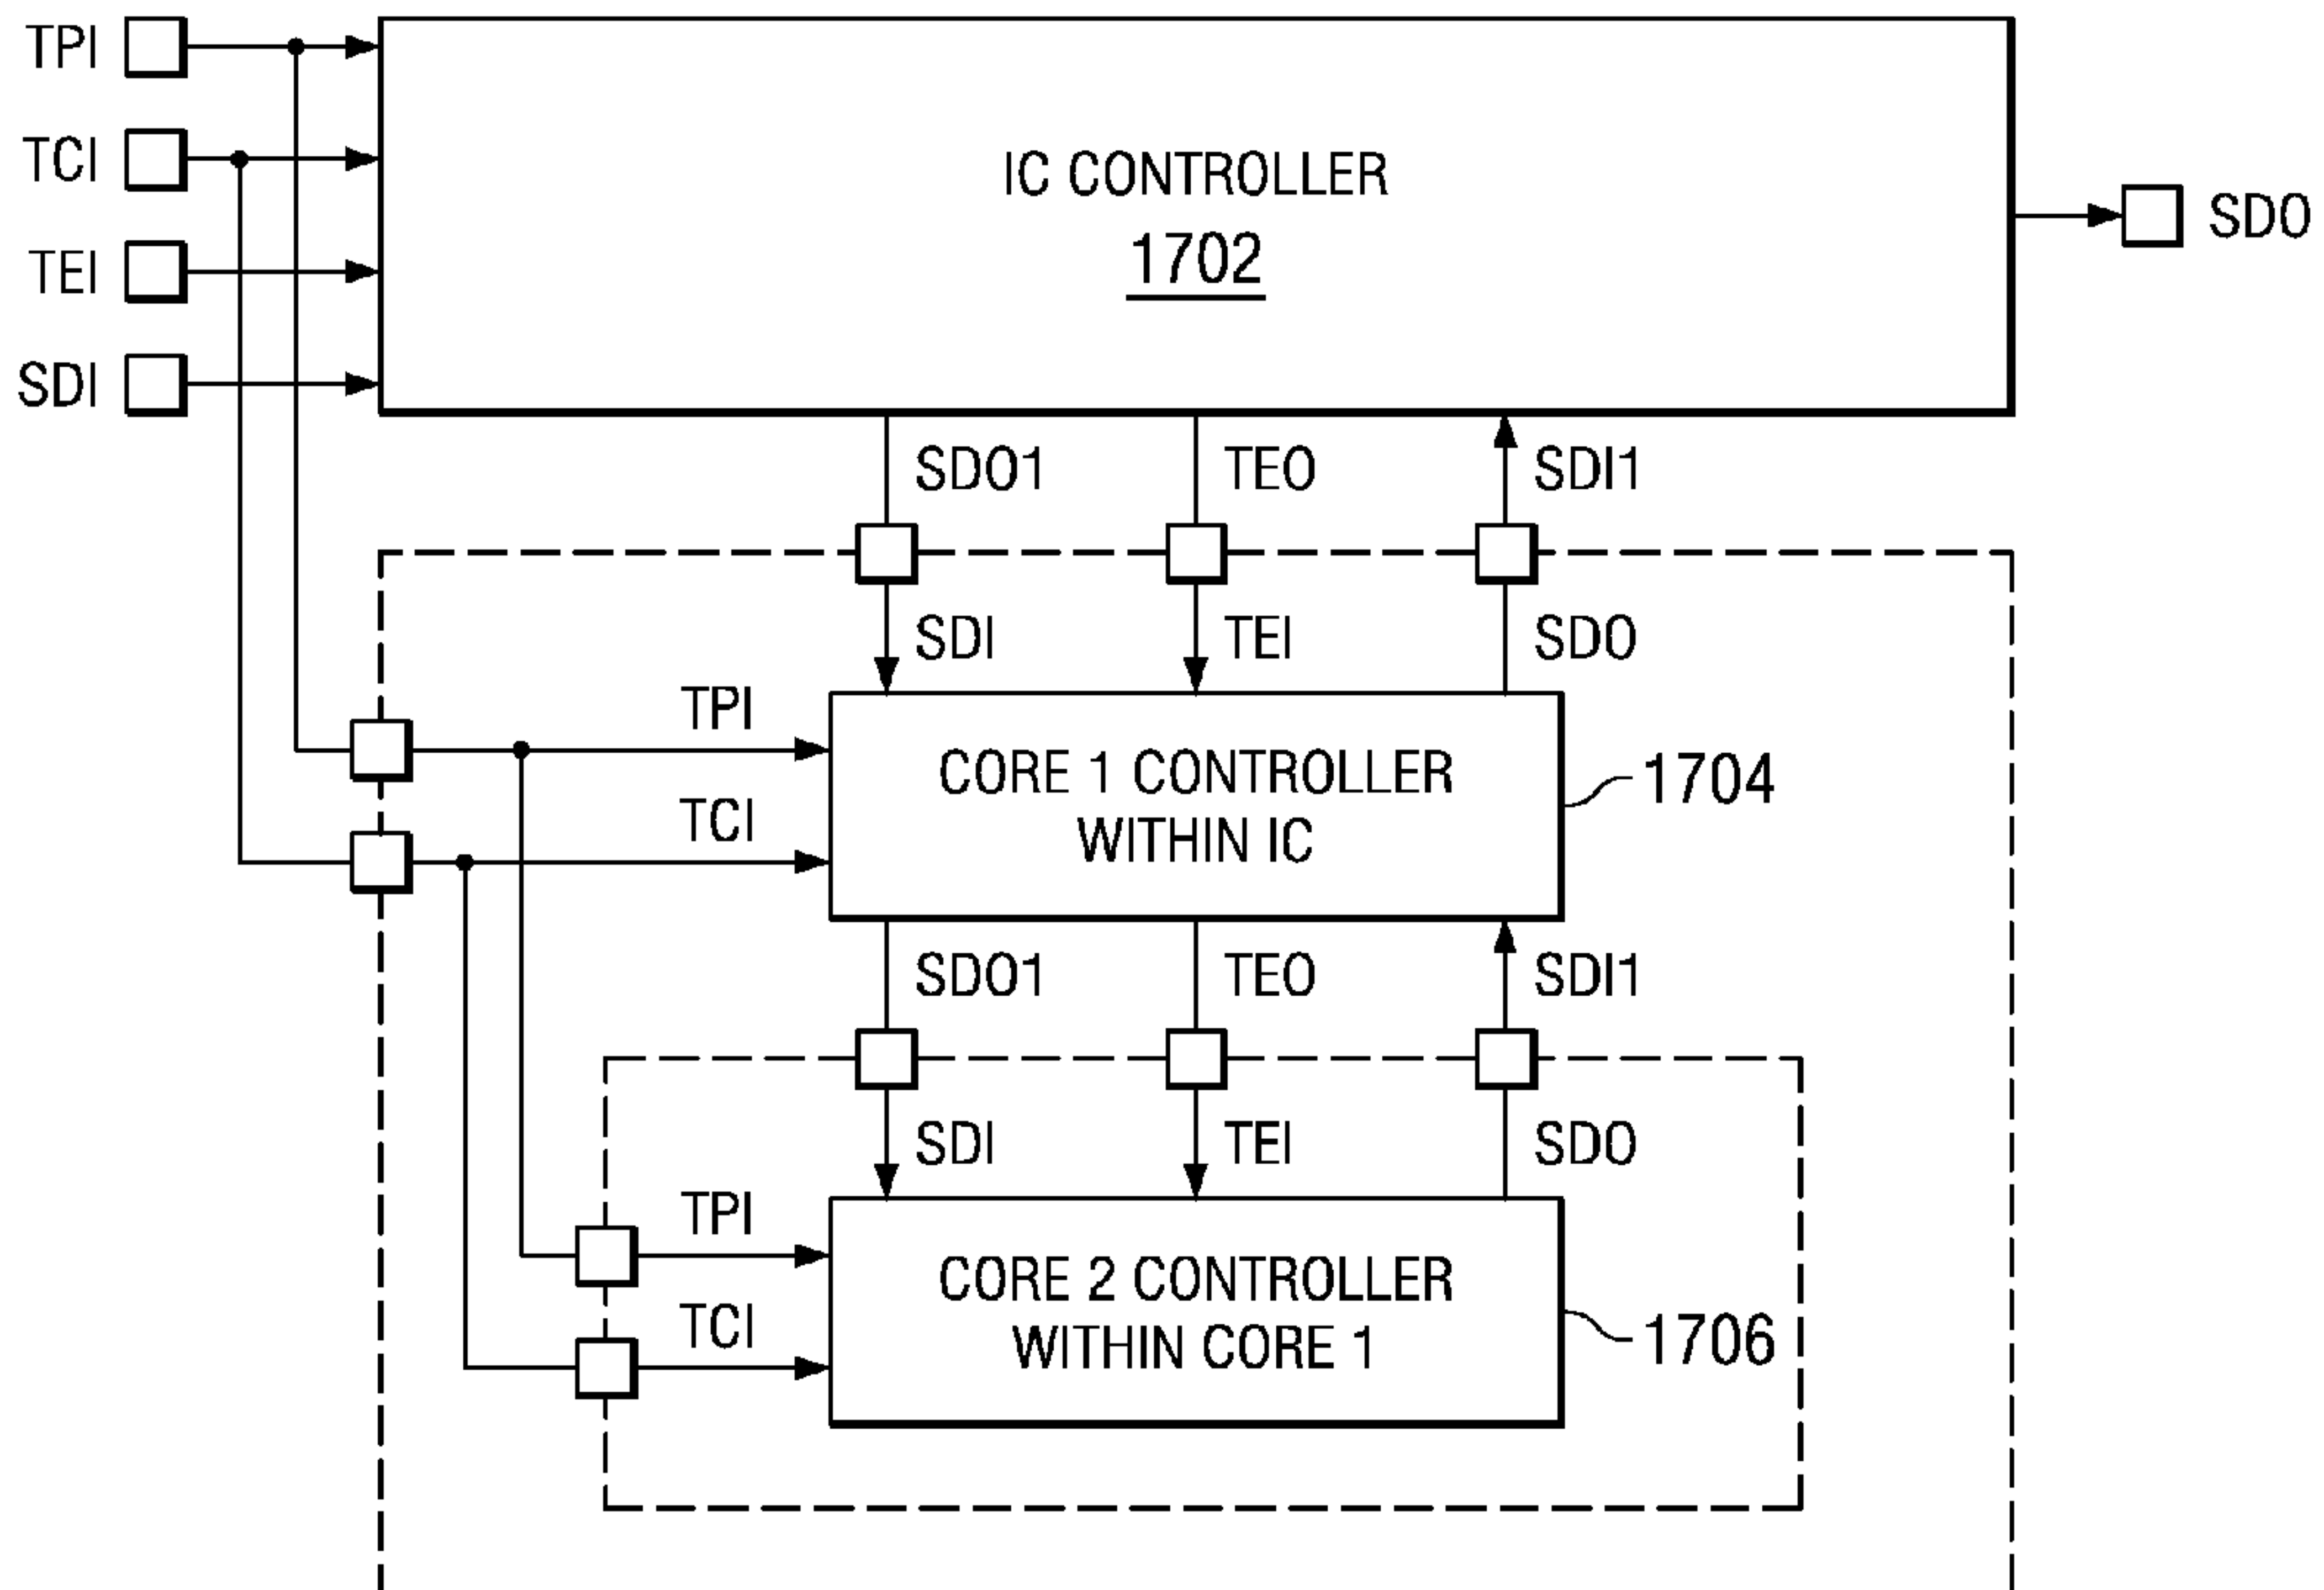 TPI
TCI
TEI
SDI
IC CONTROLLER
1702
SDO
SDO1
TEO
SDI1
SDI
TEI
SDO
TPI
TCI
CORE 1 CONTROLLER
WITHIN IC
1704
SDO1
TEO
SDI1
SDI
TEI
SDO
TPI
TCI
CORE 2 CONTROLLER
WITHIN CORE 1
1706